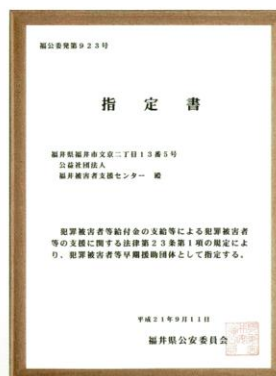 福公委発第923号
指定書
福井県福井市文京二丁目13番5号
公益社団法人
福井被害者支援センター 殿
犯罪被害者等給付金の支給等による犯罪被害者
等の支援に関する法律第23条第1項の規定によ
り、犯罪被害者等早期援助団体として指定する。
平成21年9月11日
福井県公安委員会